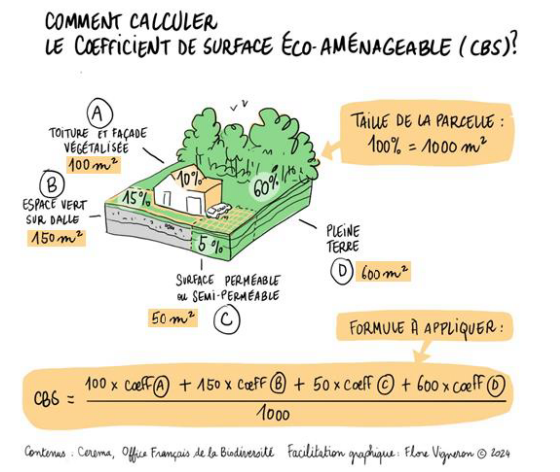 COMMENT CALCULER
LE COEFFICIENT DE SURFACE ÉCO-AMÉNAGEABLE (CBS)?
A
TOITURE ET FAÇADE
VÉGÉTALISÉE
100 m²
TAILLE DE LA PARCELLE :
100% = 1000 m²
10%
60%
B
15%
ESPACE VERT
SUR DALLE
150 m²
5%
PLEINE
TERRE
D 600 m²
SURFACE PERMÉABLE
ou SEMI-PERMÉABLE
50 m² C
FORMULE À APPLIQUER :
CBS = 100 x coeff A + 150 x coeff B + 50 x coeff C + 600 x coeff D
1000
Contenus : Cerema, Office Français de la Biodiversité Facilitation graphique : Flore Vigneron © 2024